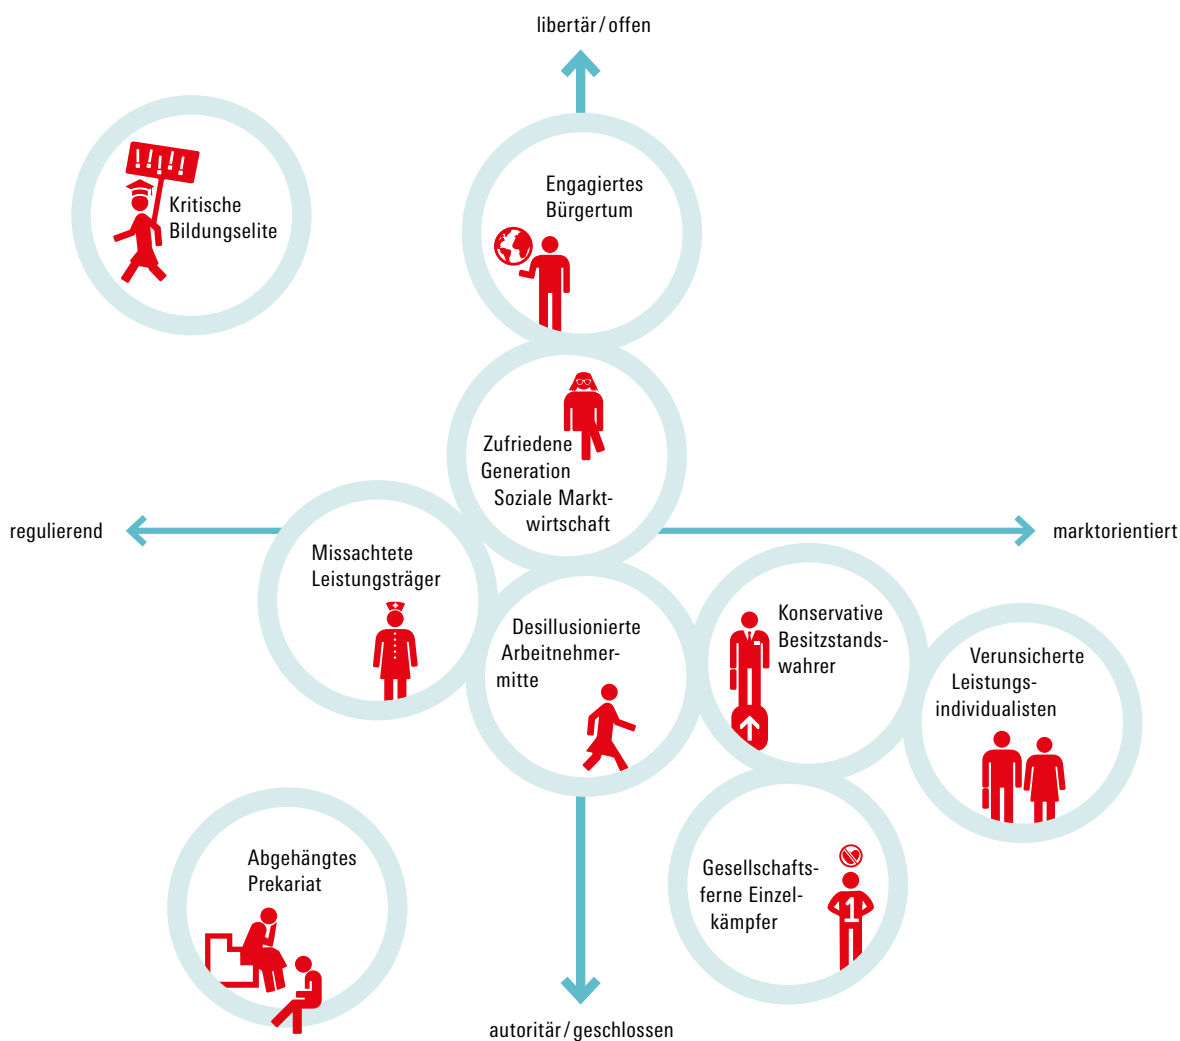 libertär/offen
Kritische
Bildungselite
Engagiertes
Bürgertum
Zufriedene
Generation
Soziale Markt-
wirtschaft
regulierend
marktorientiert
Missachtete
Leistungsträger
Desillusionierte
Arbeitnehmer-
mitte
Konservative
Besitzstands-
wahrer
Verunsicherte
Leistungs-
individualisten
Abgehängtes
Prekariat
Gesellschafts-
ferne Einzel-
kämpfer
1
autoritär/geschlossen
!!!!!